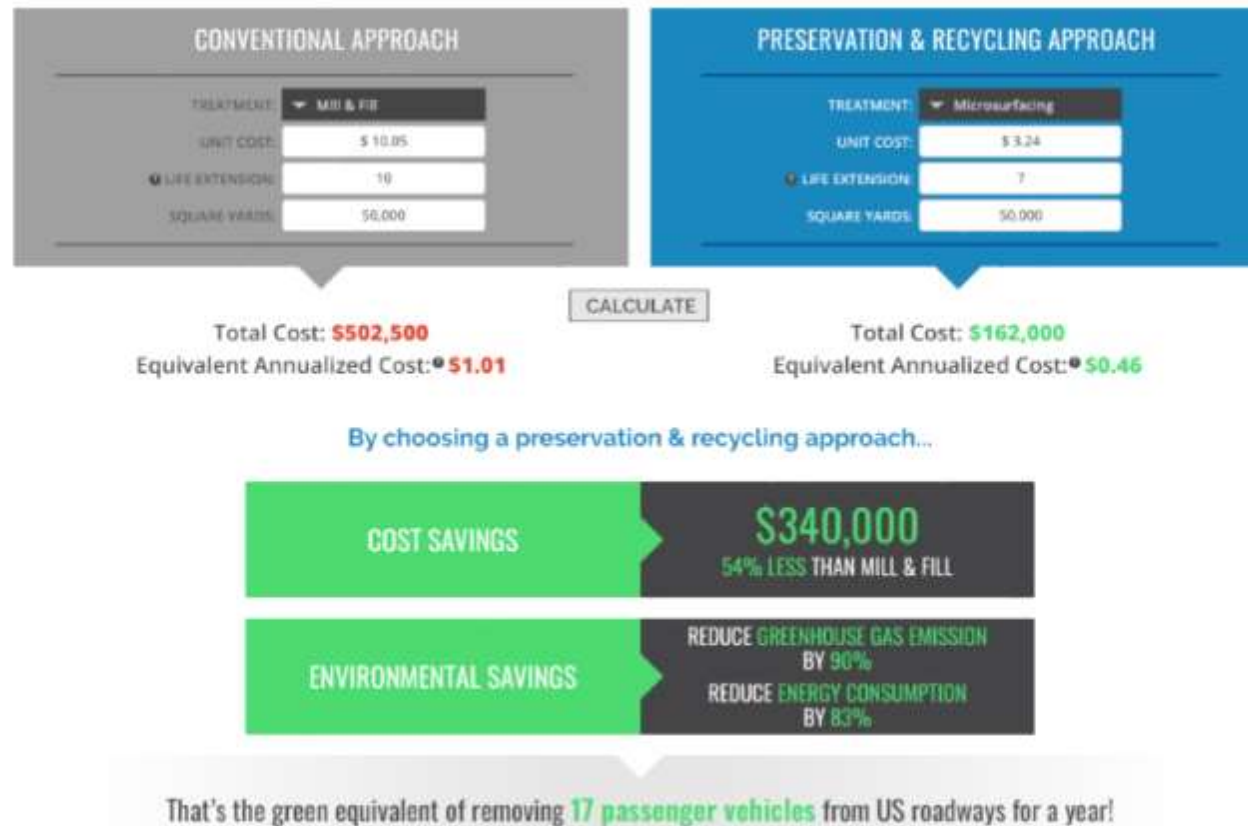 CONVENTIONAL APPROACH
TREATMENT: Mill & Fill
UNIT COST: $ 10.05
LIFE EXTENSION: 10
SQUARE YARDS: 50,000
Total Cost: $502,500
Equivalent Annualized Cost: $1.01
CALCULATE
PRESERVATION & RECYCLING APPROACH
TREATMENT: Microsurfacing
UNIT COST: $ 3.24
LIFE EXTENSION: 7
SQUARE YARDS: 50,000
Total Cost: $162,000
Equivalent Annualized Cost: $0.46
By choosing a preservation & recycling approach...
COST SAVINGS
$340,000
54% LESS THAN MILL & FILL
ENVIRONMENTAL SAVINGS
REDUCE GREENHOUSE GAS EMISSION
BY 90%
REDUCE ENERGY CONSUMPTION
BY 83%
That's the green equivalent of removing 17 passenger vehicles from US roadways for a year!